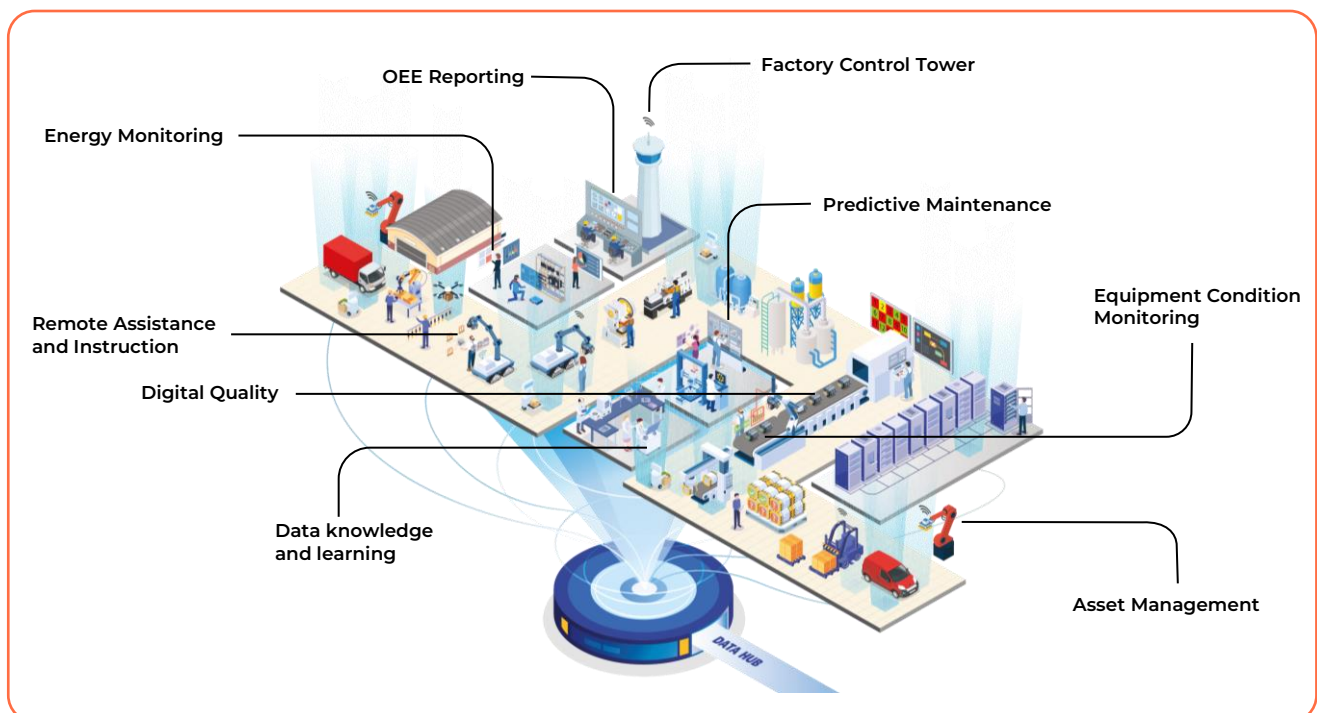 Factory Control Tower
OEE Reporting
Energy Monitoring
Predictive Maintenance
Equipment Condition
Monitoring
Remote Assistance
and Instruction
Digital Quality
Data knowledge
and learning
Asset Management
DATA HUB